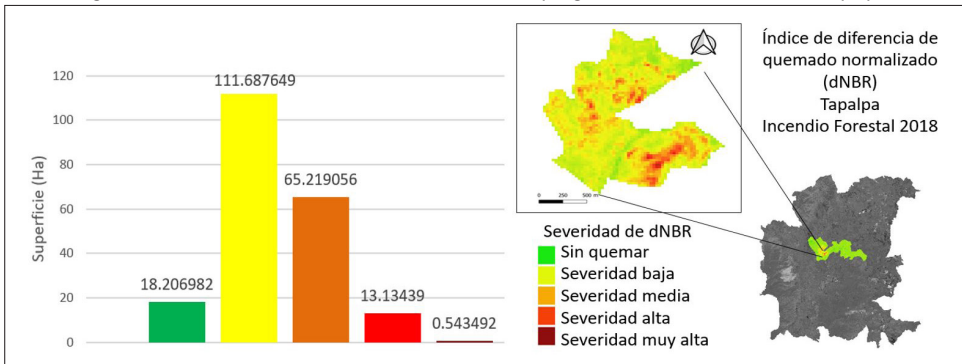 120
100
80
60
40
20
0
Superficie (Ha)
18.206982
111.687649
65.219056
13.13439
0.543492
0 250 500 m
Índice de diferencia de
quemado normalizado
(dNBR)
Tapalpa
Incendio Forestal 2018
Severidad de dNBR
Sin quemar
Severidad baja
Severidad media
Severidad alta
Severidad muy alta